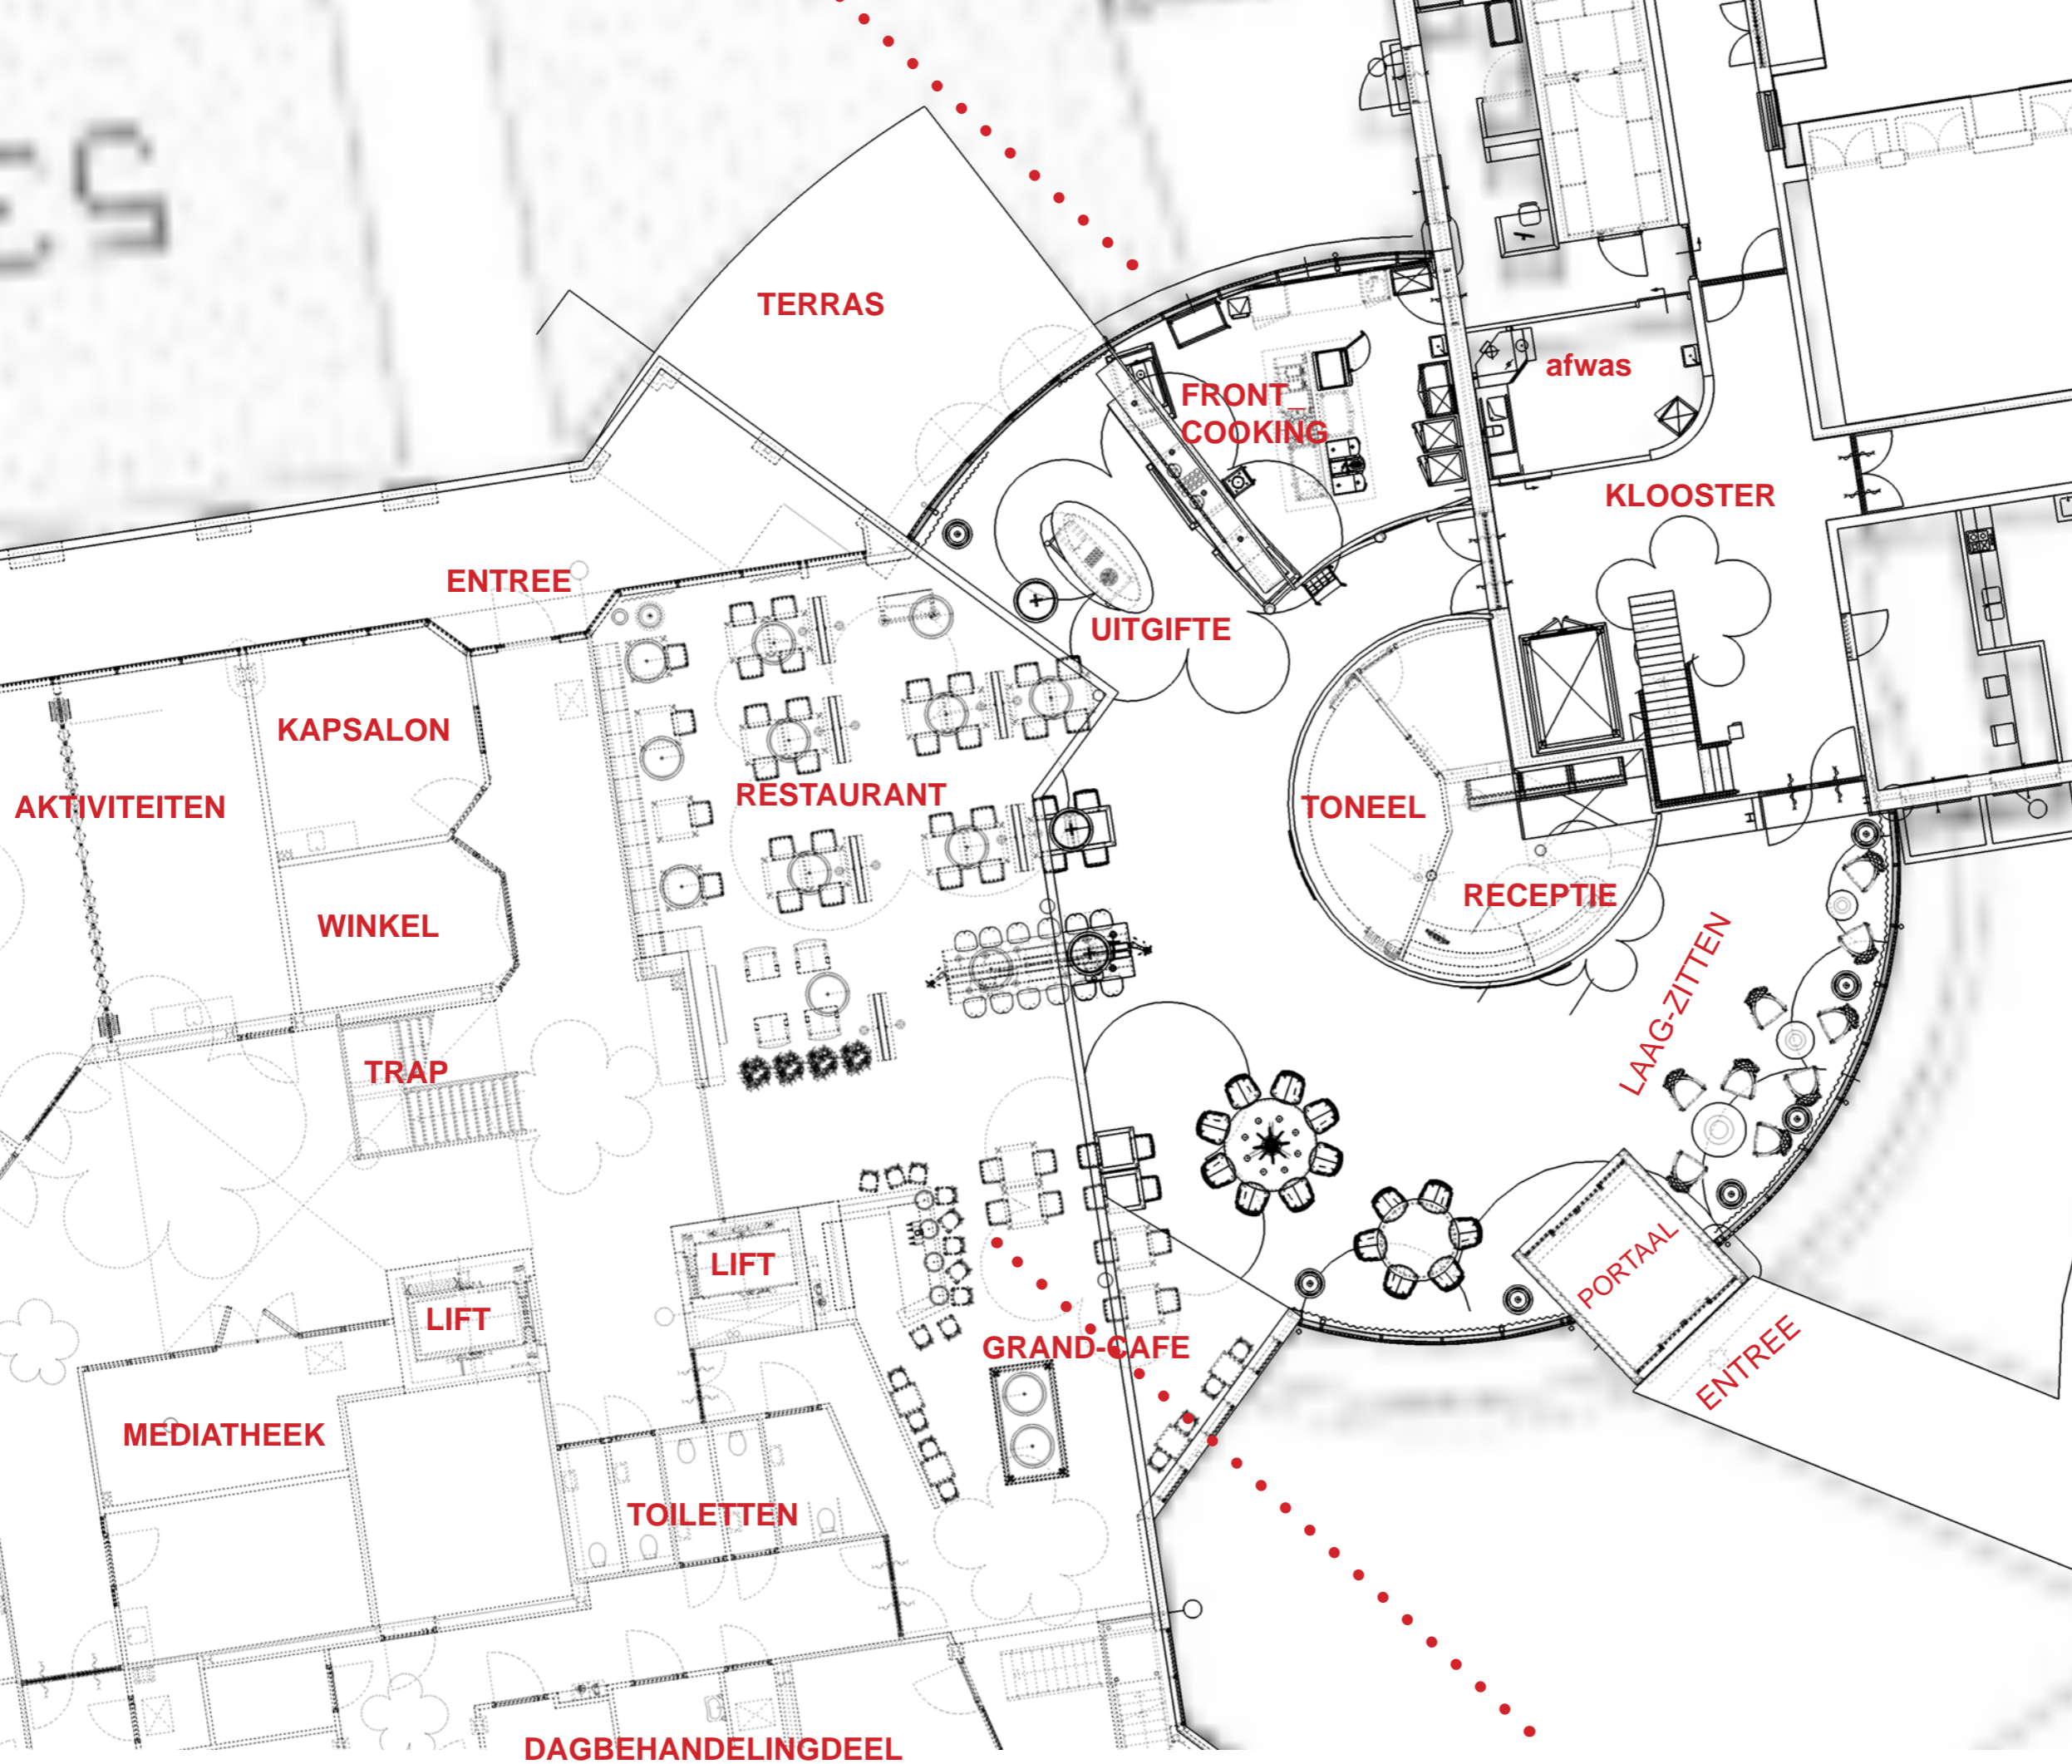 TERRAS
FRONT_
COOKING
afwas
KLOOSTER
ENTREE
UITGIFTE
KAPSALON
AKTIVITEITEN
RESTAURANT
TONEEL
RECEPTIE
WINKEL
LAAG-ZITTEN
TRAP
LIFT
LIFT
PORTAAL
GRAND-CAFE
ENTREE
MEDIATHEEK
TOILETTEN
DAGBEHANDELINGDEEL